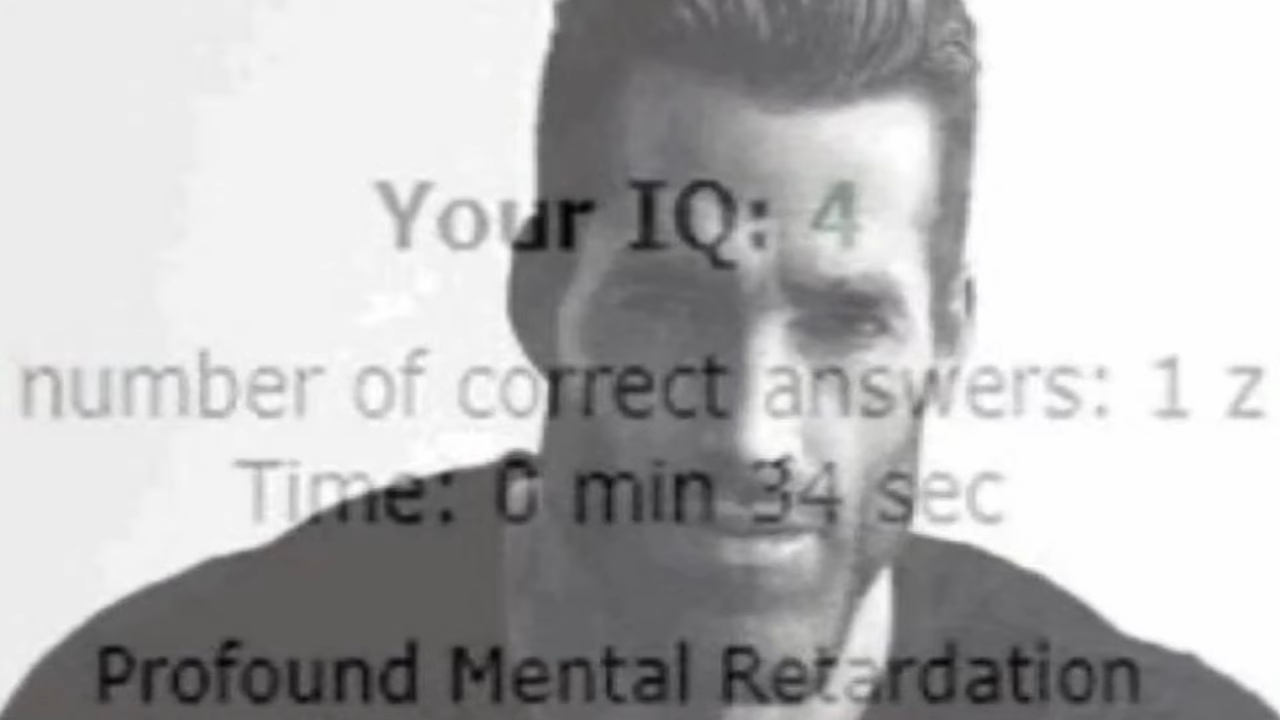 Your IQ: 4
number of correct answers: 1 z
Time: 0 min 34 sec
Profound Mental Retardation